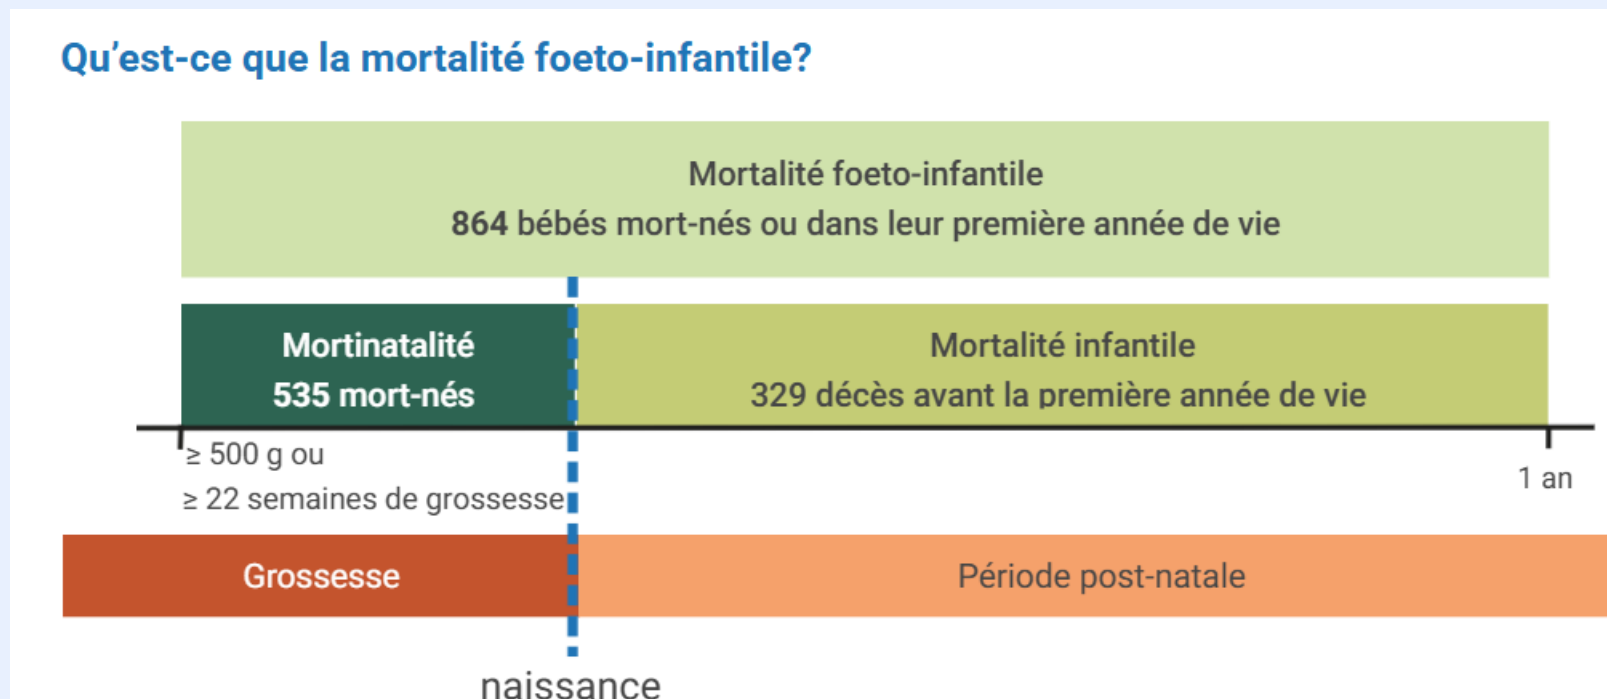 Qu'est-ce que la mortalité foeto-infantile?
Mortalité foeto-infantile
864 bébés mort-nés ou dans leur première année de vie
Mortinatalité
535 mort-nés
Mortalité infantile
329 décès avant la première année de vie
≥ 500 g ou
≥ 22 semaines de grossesse
1 an
Grossesse
Période post-natale
naissance